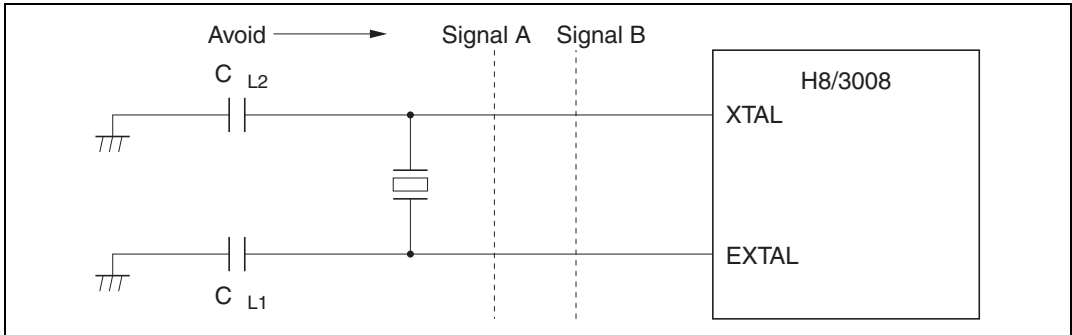 Avoid
Signal A
Signal B
C L2
H8/3008
XTAL
EXTAL
C L1